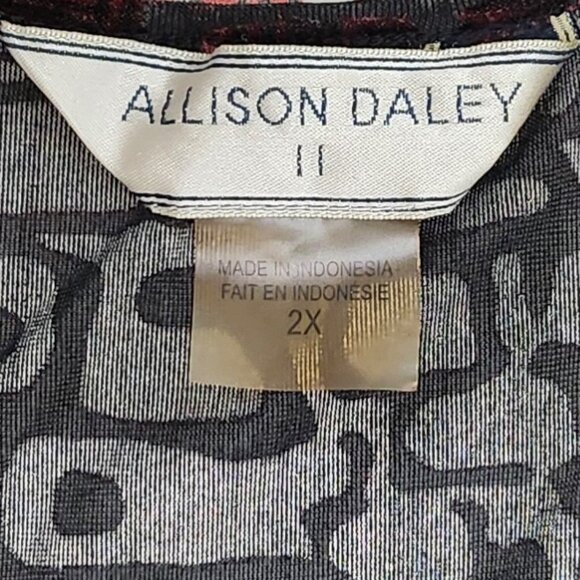 ALLISON DALEY
II
MADE IN INDONESIA
FAIT EN INDONESIE
2X